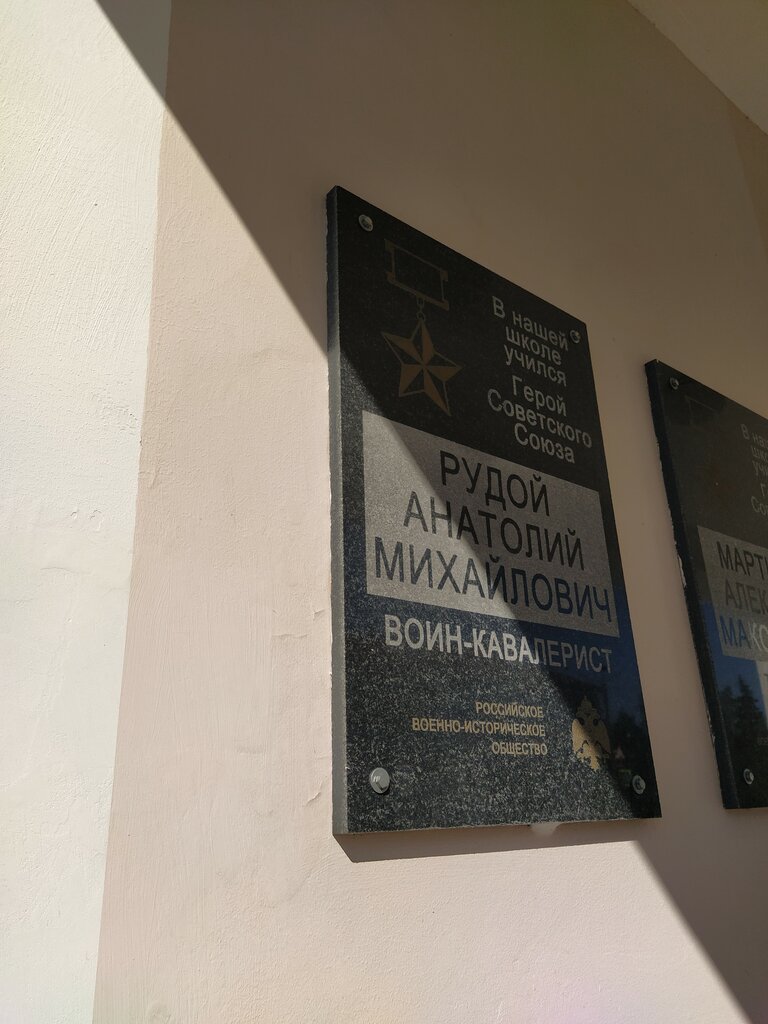 В нашей
школе
учился
Герой
Советского
Союза
РУДОЙ
АНАТОЛИЙ
МИХАЙЛОВИЧ
ВОИН-КАВАЛЕРИСТ
РОССИЙСКОЕ
ВОЕННО-ИСТОРИЧЕСКОЕ
ОБЩЕСТВО